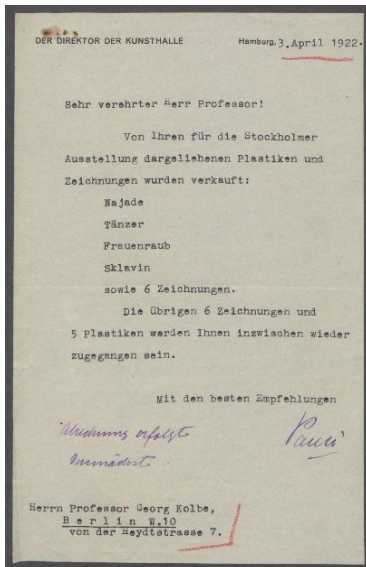 DER DIREKTOR DER KUNSTHALLE
Hamburg, 3. April 1922.
Sehr verehrter Herr Professor!
Von Ihren für die Stockholmer
Ausstellung dargeliehenen Plastiken und
Zeichnungen wurden verkauft:
Najade
Tänzer
Frauenraub
Sklavin
sowie 6 Zeichnungen.
Die übrigen 6 Zeichnungen und
5 Plastiken werden Ihnen inzwischen wieder
zugegangen sein.
Mit den besten Empfehlungen
Abrechnung erfolgt
demnächst.
Pauli
Herrn Professor Georg Kolbe,
Berlin W.10
von der Heydtstrasse 7.